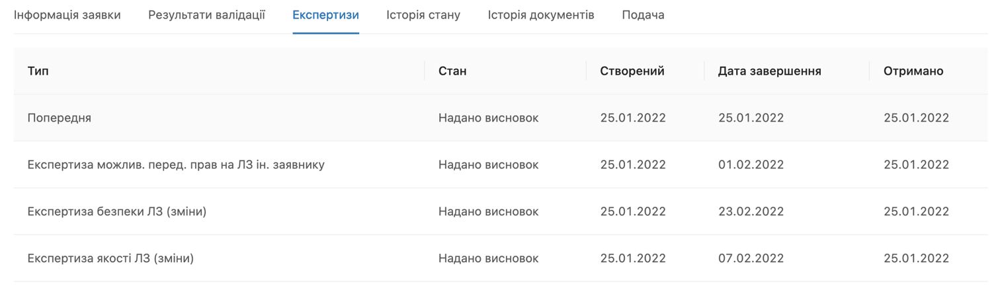 Інформація заявки Результати валідації Експертизи Історія стану Історія документів Подача
Тип Стан Створений Дата завершення Отримано
Попередня Надано висновок 25.01.2022 25.01.2022 25.01.2022
Експертиза можлив. перед. прав на ЛЗ ін. заявнику Надано висновок 25.01.2022 01.02.2022 25.01.2022
Експертиза безпеки ЛЗ (зміни) Надано висновок 25.01.2022 23.02.2022 25.01.2022
Експертиза якості ЛЗ (зміни) Надано висновок 25.01.2022 07.02.2022 25.01.2022